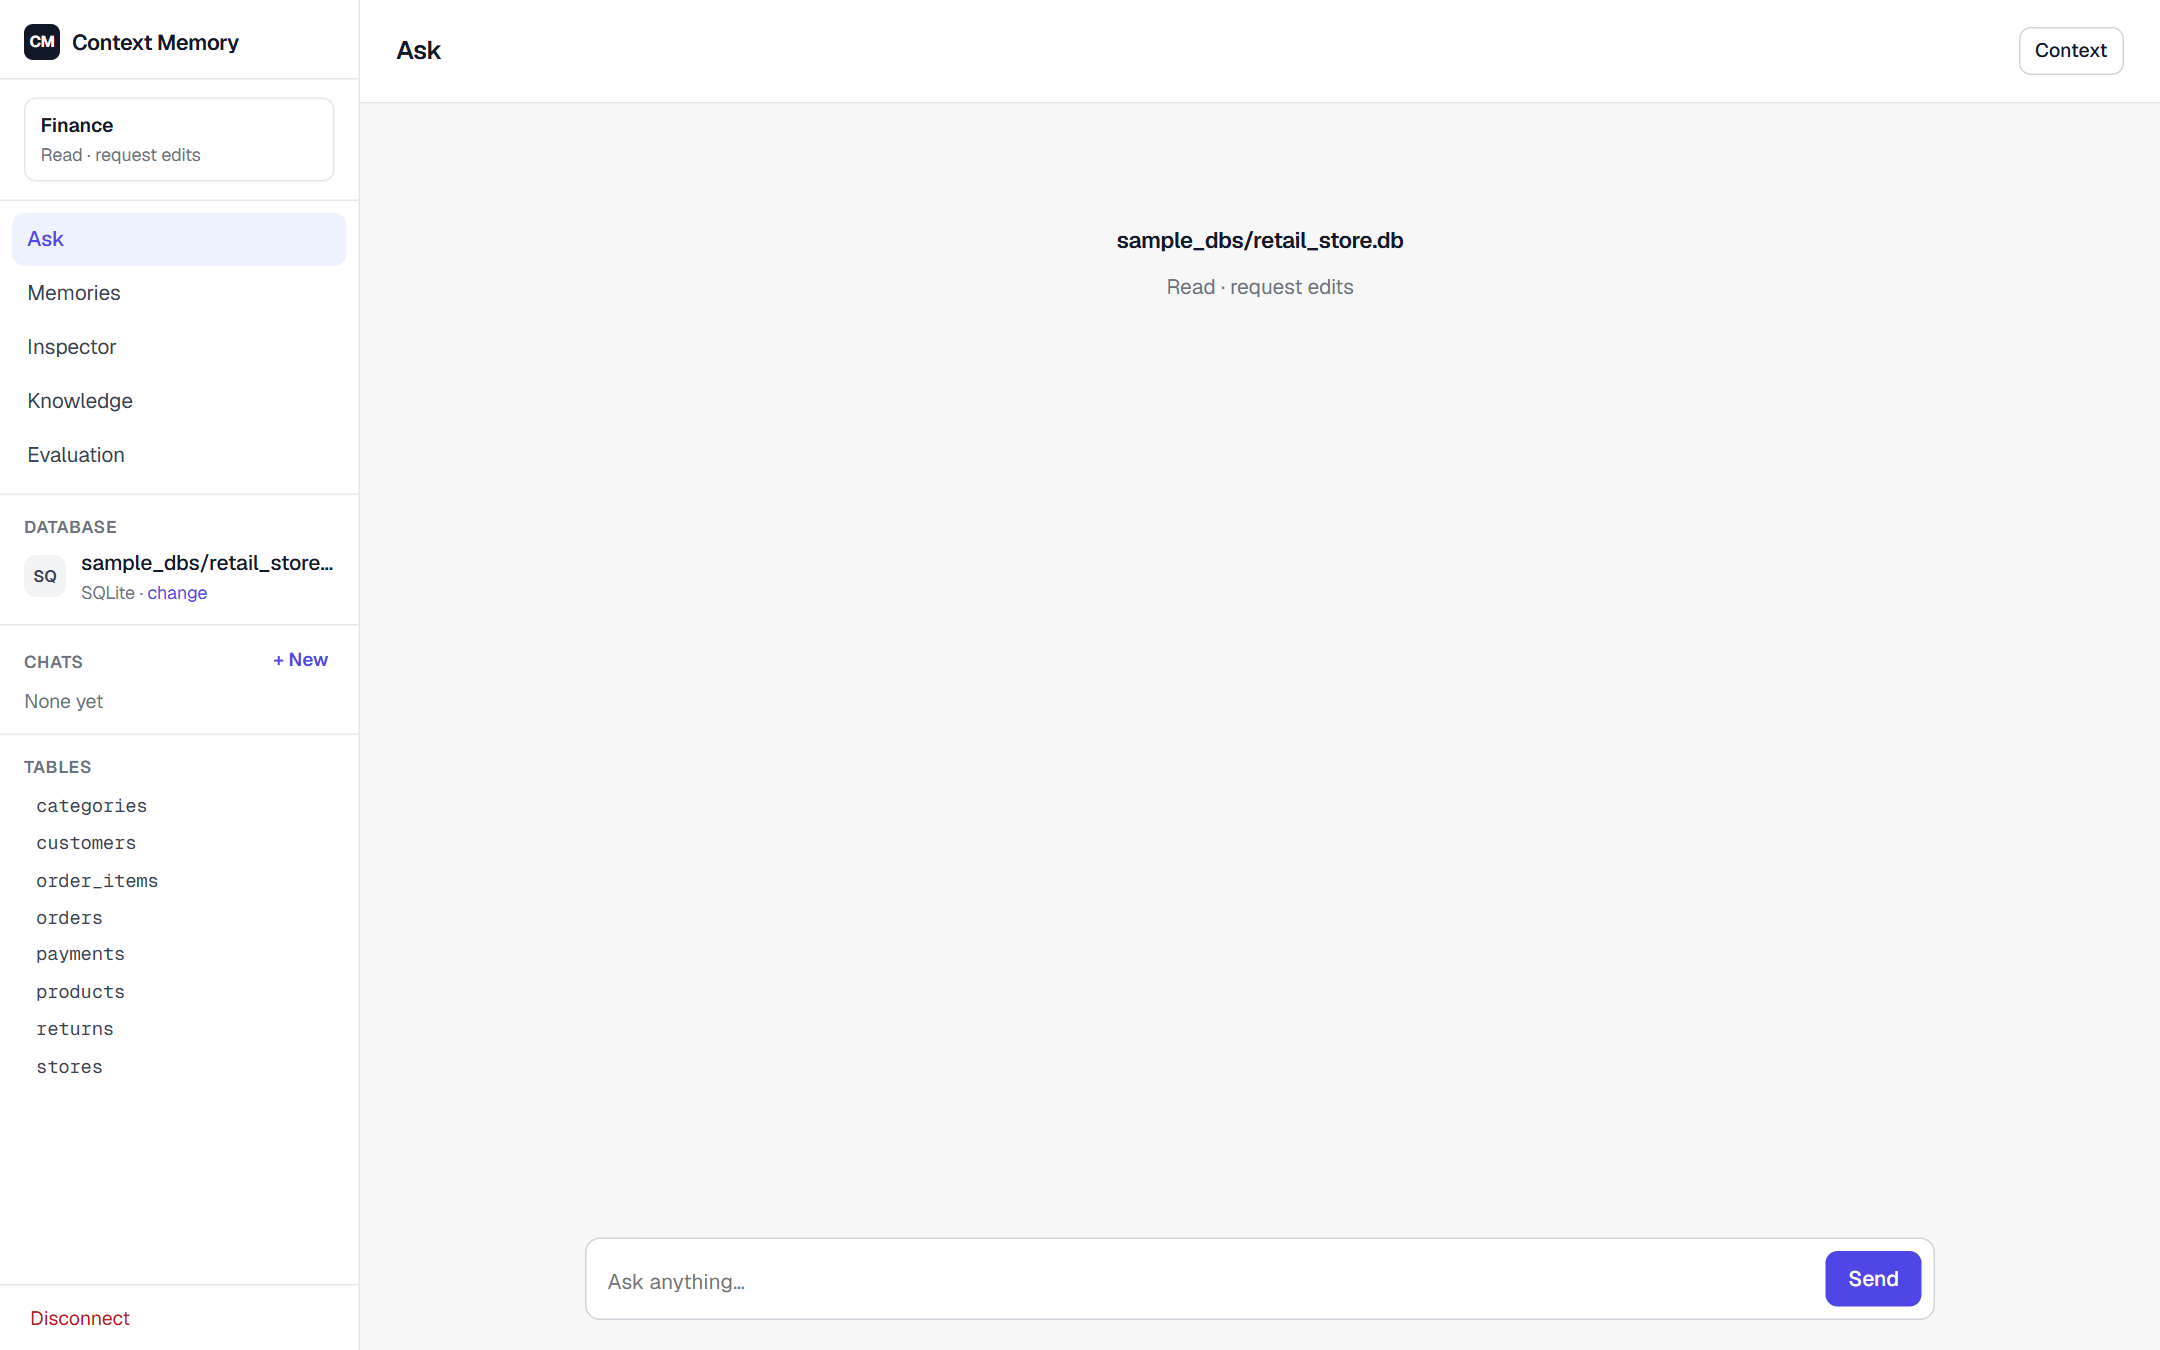 CM Context Memory
Finance
Read · request edits
Ask
Memories
Inspector
Knowledge
Evaluation
DATABASE
SQ
sample_dbs/retail_store...
SQLite · change
CHATS
+ New
None yet
TABLES
categories
customers
order_items
orders
payments
products
returns
stores
Disconnect
Ask
Context
sample_dbs/retail_store.db
Read · request edits
Ask anything...
Send